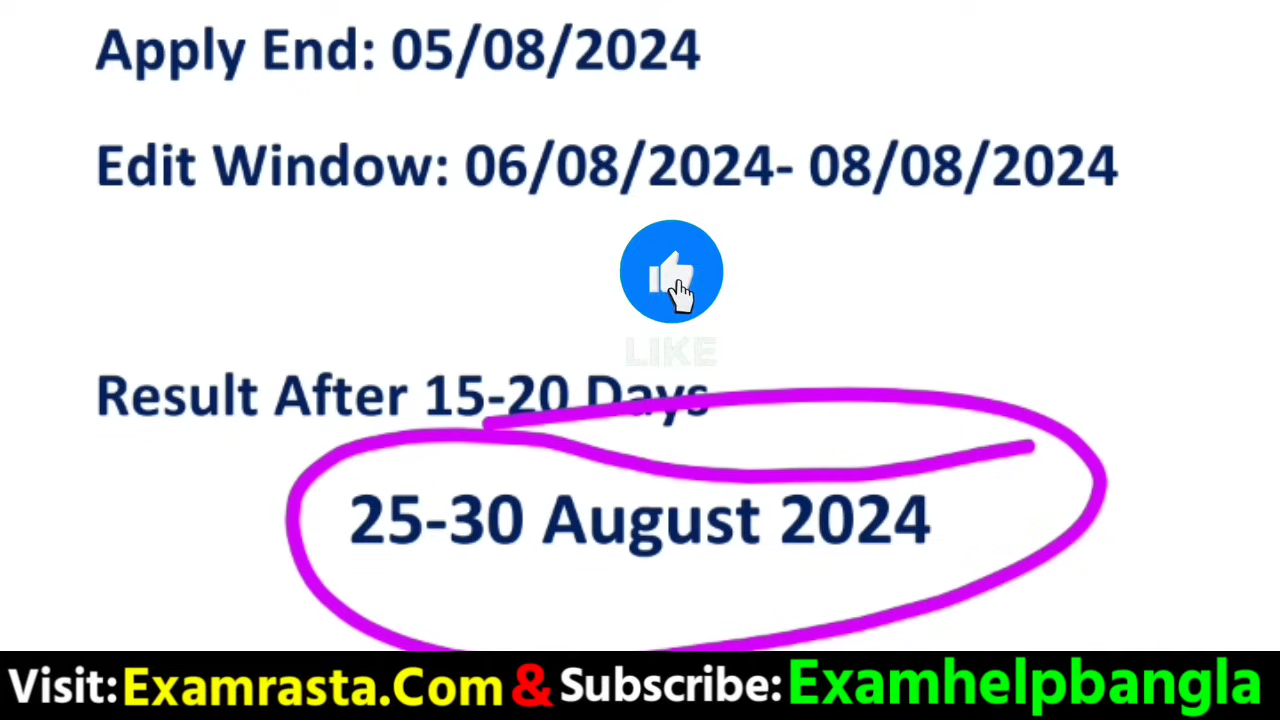 Apply End: 05/08/2024
Edit Window: 06/08/2024- 08/08/2024
LIKE
Result After 15-20 Days
25-30 August 2024
Visit: Examrasta.Com & Subscribe: Examhelpbangla